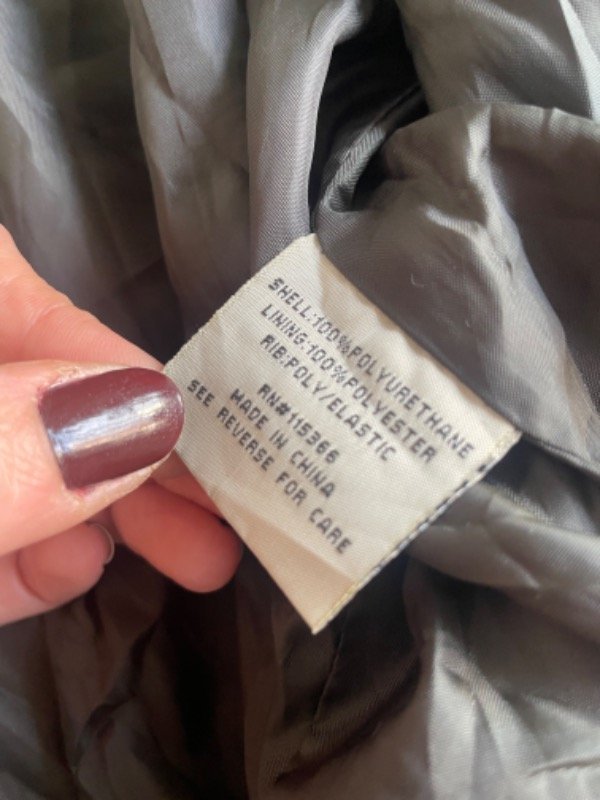 SHELL:100%POLYURETHANE
LINING:100%POLYESTER
RIB:POLY/ELASTIC
RN#115366
MADE IN CHINA
SEE REVERSE FOR CARE